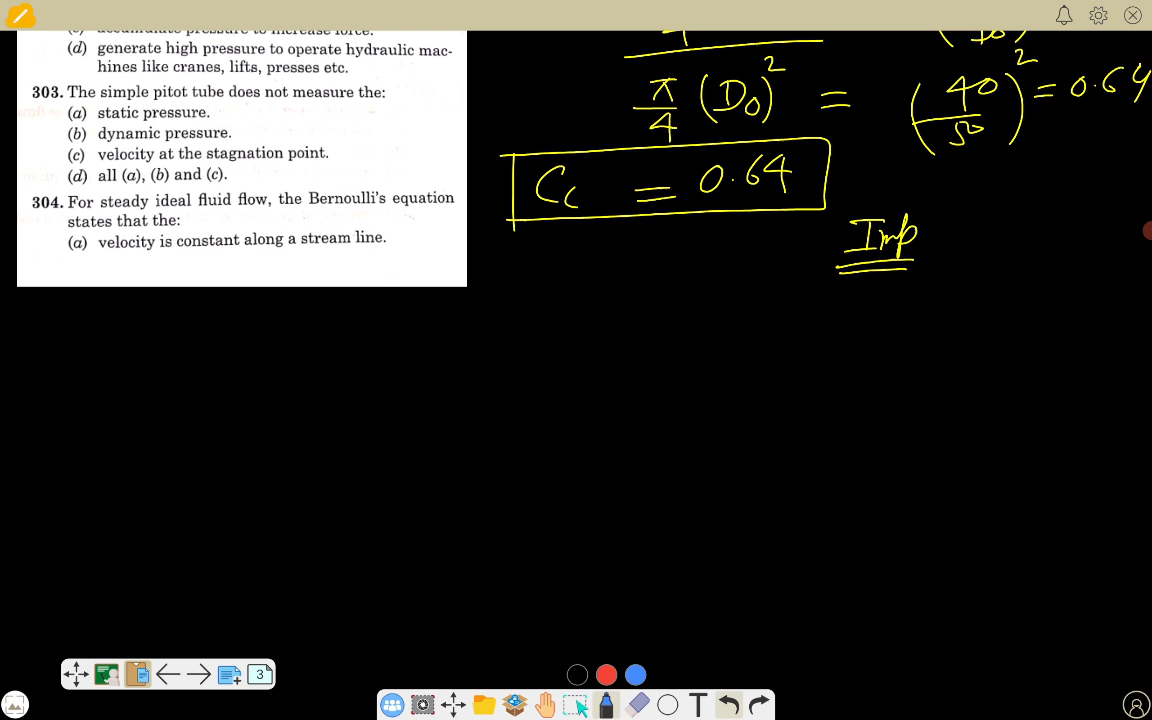 (d) generate high pressure to operate hydraulic mac-
hines like cranes, lifts, presses etc.
303. The simple pitot tube does not measure the:
(a) static pressure.
(b) dynamic pressure.
(c) velocity at the stagnation point.
(d) all (a), (b) and (c).
304. For steady ideal fluid flow, the Bernoulli's equation
states that the:
(a) velocity is constant along a stream line.
π/4 (D₀)² = (40/50)² = 0.64
Cc = 0.64
Imp
3
T